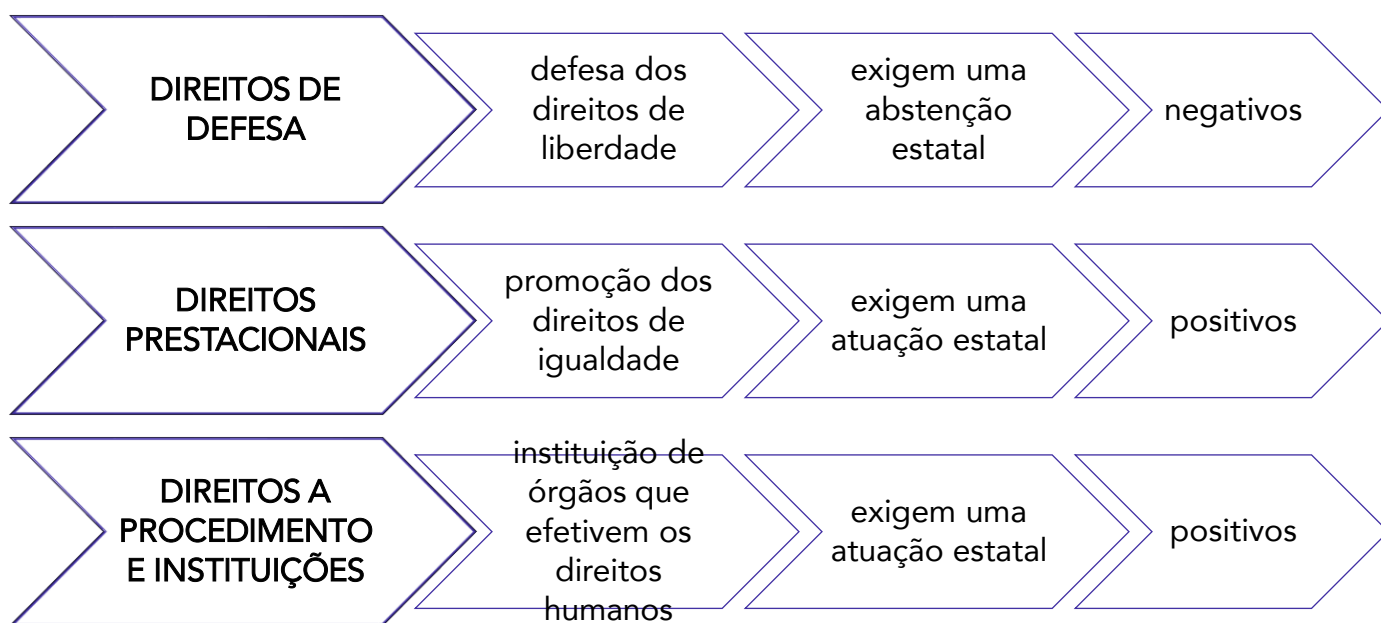 DIREITOS DE
DEFESA
defesa dos
direitos de
liberdade
exigem uma
abstenção
estatal
negativos
DIREITOS
PRESTACIONAIS
promoção dos
direitos de
igualdade
exigem uma
atuação estatal
positivos
DIREITOS A
PROCEDIMENTO
E INSTITUIÇÕES
instituição de
órgãos que
efetivem os
direitos
humanos
exigem uma
atuação estatal
positivos